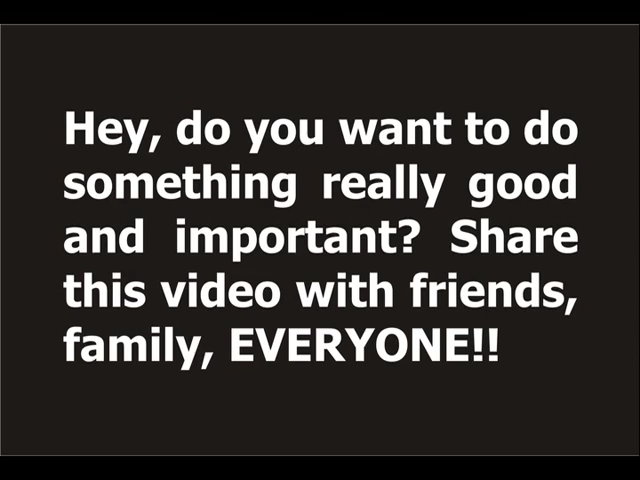 Hey, do you want to do
something really good
and important? Share
this video with friends,
family, EVERYONE!!